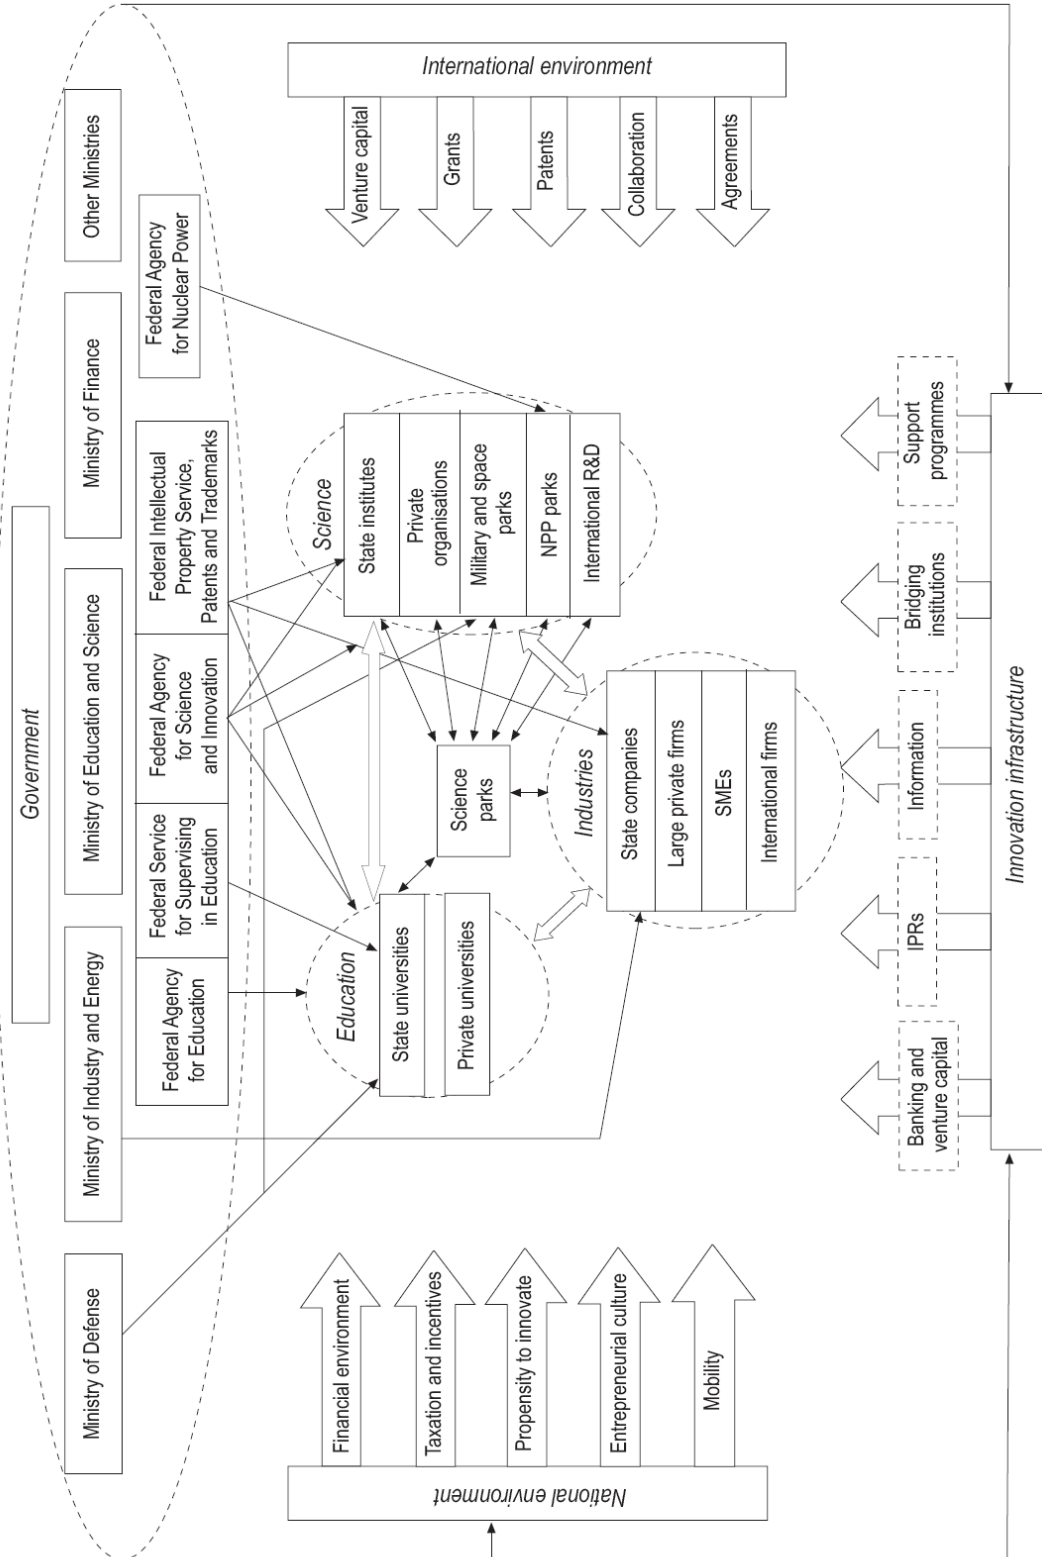 Government
Ministry of Defense
Ministry of Industry and Energy
Ministry of Education and Science
Ministry of Finance
Other Ministries
Federal Agency
for Education
Federal Service
for Supervising
in Education
Federal Agency
for Science
and Innovation
Federal Intellectual
Property Service,
Patents and Trademarks
Federal Agency
for Nuclear Power
National environment
Financial environment
Taxation and incentives
Propensity to innovate
Entrepreneurial culture
Mobility
Education
State universities
Private universities
Science
parks
Science
State institutes
Private
organisations
Military and space
parks
NPP parks
International R&D
Industries
State companies
Large private firms
SMEs
International firms
International environment
Venture capital
Grants
Patents
Collaboration
Agreements
Banking and
venture capital
IPRs
Information
Bridging
institutions
Support
programmes
Innovation infrastructure